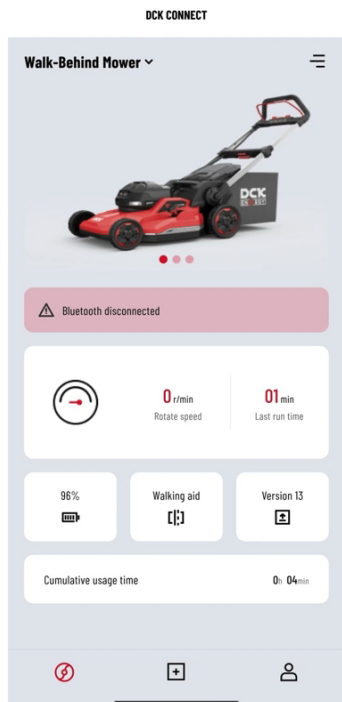 DCK CONNECT
Walk-Behind Mower
DCK
ENERGY
Bluetooth disconnected
0 r/min
Rotate speed
01 min
Last run time
96%
Walking aid
Version 13
Cumulative usage time
0h 04min